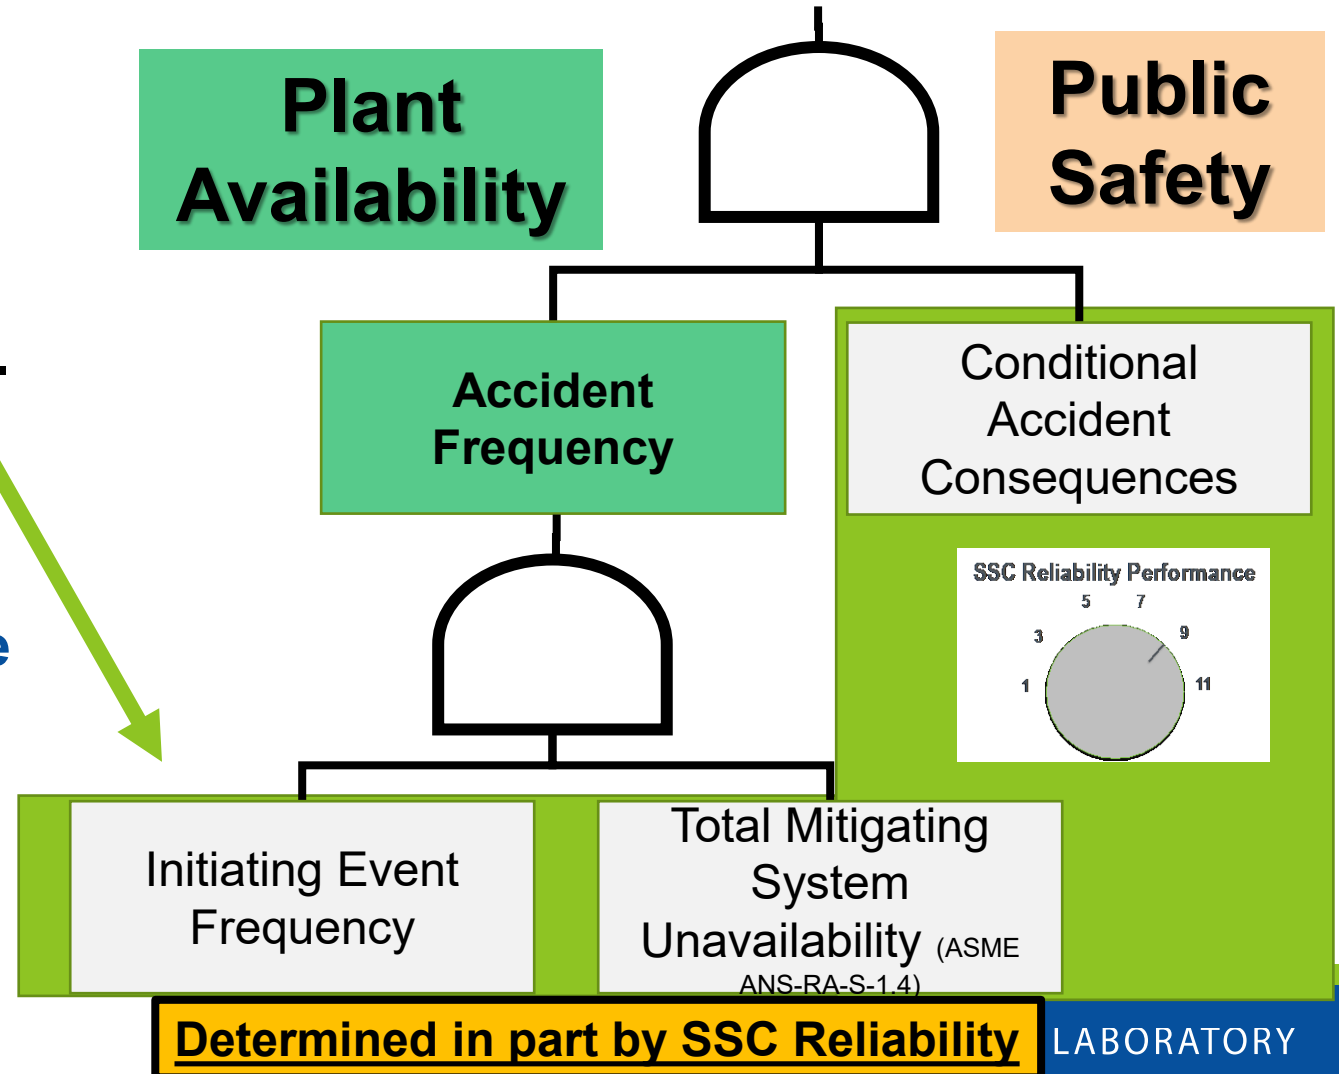 Plant
Availability
Public
Safety
Accident
Frequency
Conditional
Accident
Consequences
SSC Reliability Performance
5 7
3 9
1 11
e
Initiating Event
Frequency
Total Mitigating
System
Unavailability (ASME
ANS-RA-S-1.4)
Determined in part by SSC Reliability
LABORATORY